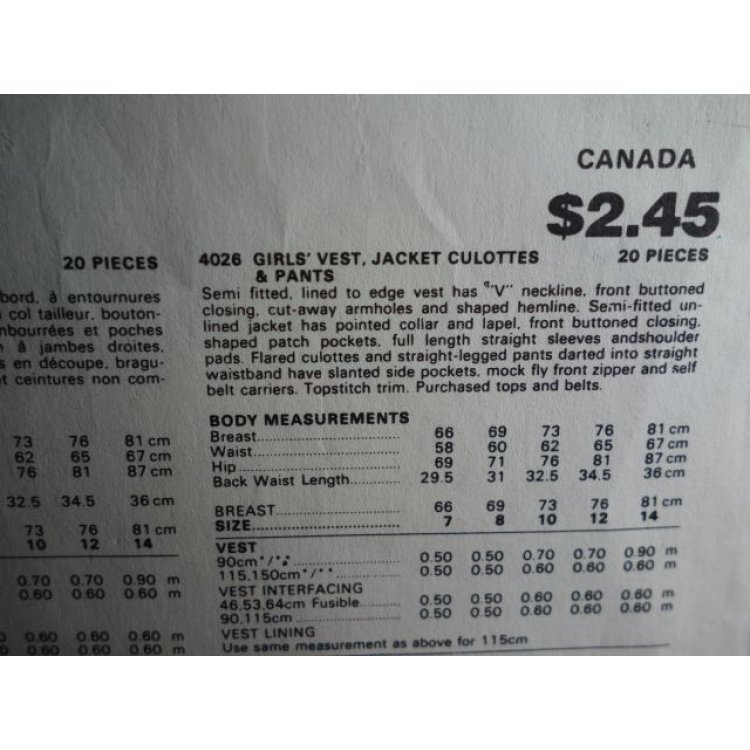 CANADA
$2.45
20 PIECES
bord, à entournures
col tailleur, bouton-
mbourrées et poches
à jambes droites,
s en découpe, bragu-
t ceintures non com-
73 76 81 cm
62 65 67 cm
76 81 87 cm
32.5 34.5 36 cm
73 76 81 cm
10 12 14
0.70 0.70 0.90 m
0.60 0.60 0.60 m
0.60 0.60 0.60 m
0.60 0.60 0.60 m
4026 GIRLS' VEST, JACKET CULOTTES
& PANTS
20 PIECES
Semi fitted, lined to edge vest has "V" neckline, front buttoned
closing, cut-away armholes and shaped hemline. Semi-fitted un-
lined jacket has pointed collar and lapel, front buttoned closing,
shaped patch pockets, full length straight sleeves andshoulder
pads. Flared culottes and straight-legged pants darted into straight
waistband have slanted side pockets, mock fly front zipper and self
belt carriers. Topstitch trim. Purchased tops and belts.
BODY MEASUREMENTS
Breast 66 69 73 76 81 cm
Waist 58 60 62 65 67 cm
Hip 69 71 76 81 87 cm
Back Waist Length 29.5 31 32.5 34.5 36 cm
BREAST 66 69 73 76 81 cm
SIZE 7 8 10 12 14
VEST
90cm*/** 0.50 0.50 0.70 0.70 0.90 m
115,150cm*/** 0.50 0.50 0.60 0.60 0.60 m
VEST INTERFACING
46,53,64cm Fusible 0.50 0.50 0.60 0.60 0.60 m
90,115cm 0.50 0.50 0.60 0.60 0.60 m
VEST LINING
Use same measurement as above for 115cm